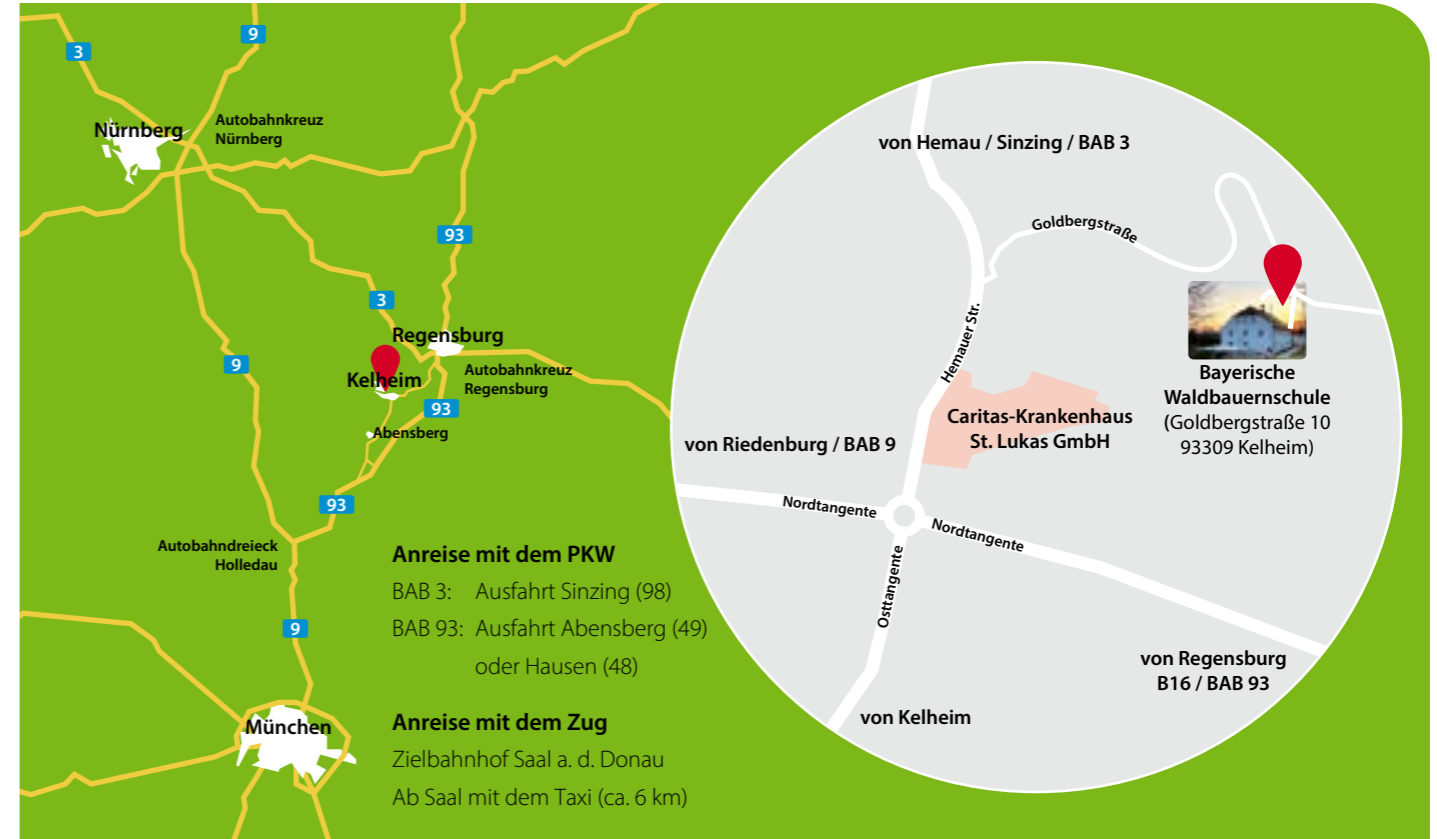 9
3
Nürnberg
Autobahnkreuz
Nürnberg
93
3
Regensburg
9
Kelheim
Autobahnkreuz
Regensburg
93
Abensberg
93
Autobahndreieck
Holledau
9
München
Anreise mit dem PKW
BAB 3: Ausfahrt Sinzing (98)
BAB 93: Ausfahrt Abensberg (49)
oder Hausen (48)
Anreise mit dem Zug
Zielbahnhof Saal a. d. Donau
Ab Saal mit dem Taxi (ca. 6 km)
von Hemau / Sinzing / BAB 3
Goldbergstraße
Hemauer Str.
Bayerische
Waldbauernschule
(Goldbergstraße 10
93309 Kelheim)
Caritas-Krankenhaus
St. Lukas GmbH
von Riedenburg / BAB 9
Nordtangente
Nordtangente
Osttangente
von Regensburg
B16 / BAB 93
von Kelheim